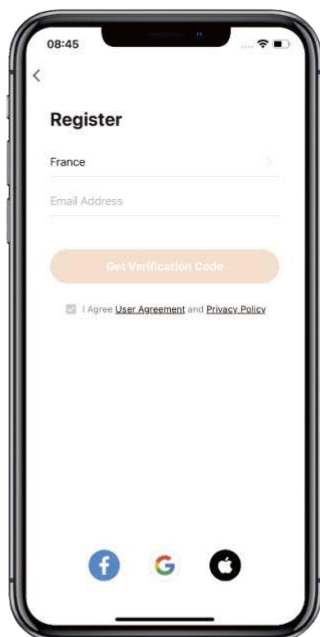 08:45
Register
France
Email Address
Get Verification Code
I Agree User Agreement and Privacy Policy